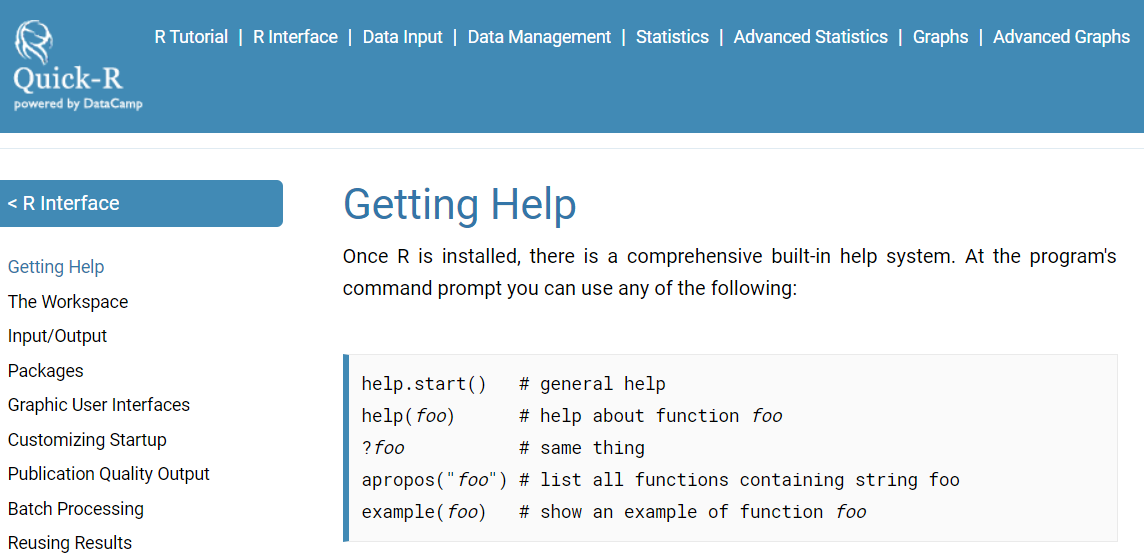 Quick-R
powered by DataCamp
R Tutorial | R Interface | Data Input | Data Management | Statistics | Advanced Statistics | Graphs | Advanced Graphs
< R Interface
Getting Help
The Workspace
Input/Output
Packages
Graphic User Interfaces
Customizing Startup
Publication Quality Output
Batch Processing
Reusing Results
Getting Help
Once R is installed, there is a comprehensive built-in help system. At the program's
command prompt you can use any of the following:
help.start()   # general help
help(foo)      # help about function foo
?foo           # same thing
apropos("foo") # list all functions containing string foo
example(foo)   # show an example of function foo